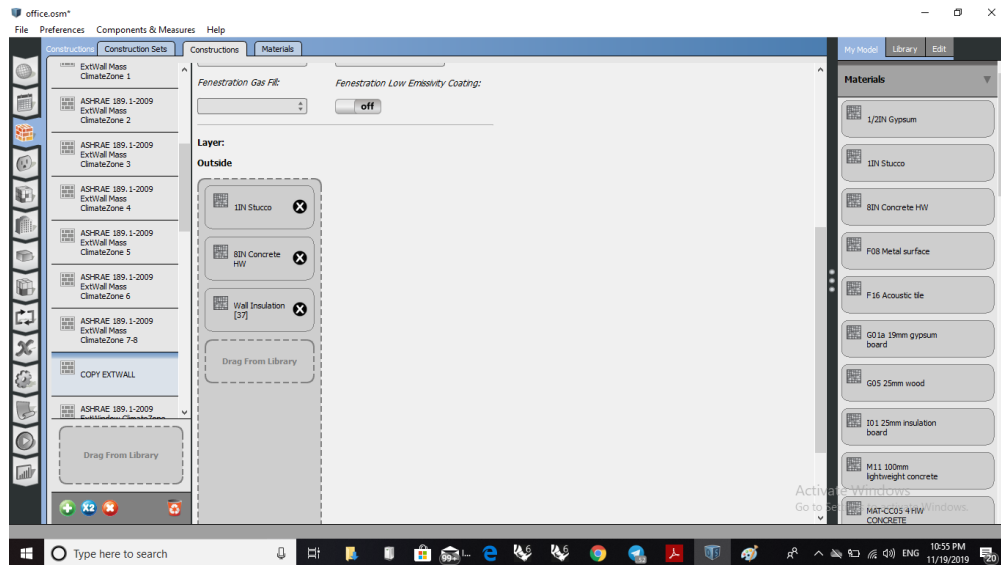 office.osm*
File Preferences Components & Measures Help
Constructions
Construction Sets
Constructions
Materials
My Model
Library
Edit
ExtWall Mass
ClimateZone 1
ASHRAE 189.1-2009
ExtWall Mass
ClimateZone 2
ASHRAE 189.1-2009
ExtWall Mass
ClimateZone 3
ASHRAE 189.1-2009
ExtWall Mass
ClimateZone 4
ASHRAE 189.1-2009
ExtWall Mass
ClimateZone 5
ASHRAE 189.1-2009
ExtWall Mass
ClimateZone 6
ASHRAE 189.1-2009
ExtWall Mass
ClimateZone 7-8
COPY EXTWALL
ASHRAE 189.1-2009
ExtWindow ClimateZone
Drag From Library
X2
Fenestration Gas Fill:
Fenestration Low Emissivity Coating:
off
Layer:
Outside
1IN Stucco
8IN Concrete
HW
Wall Insulation
[37]
Drag From Library
Materials
1/2IN Gypsum
1IN Stucco
8IN Concrete HW
F08 Metal surface
F16 Acoustic tile
G01a 19mm gypsum
board
G05 25mm wood
I01 25mm insulation
board
M11 100mm
lightweight concrete
MAT-CC05 4 HW
CONCRETE
Activate Windows
Type here to search
99+
ENG
10:55 PM
11/19/2019
20